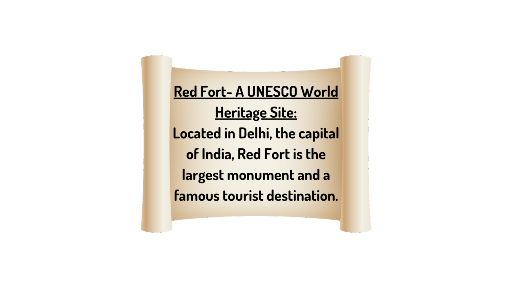 Red Fort- A UNESCO World
Heritage Site:
Located in Delhi, the capital
of India, Red Fort is the
largest monument and a
famous tourist destination.